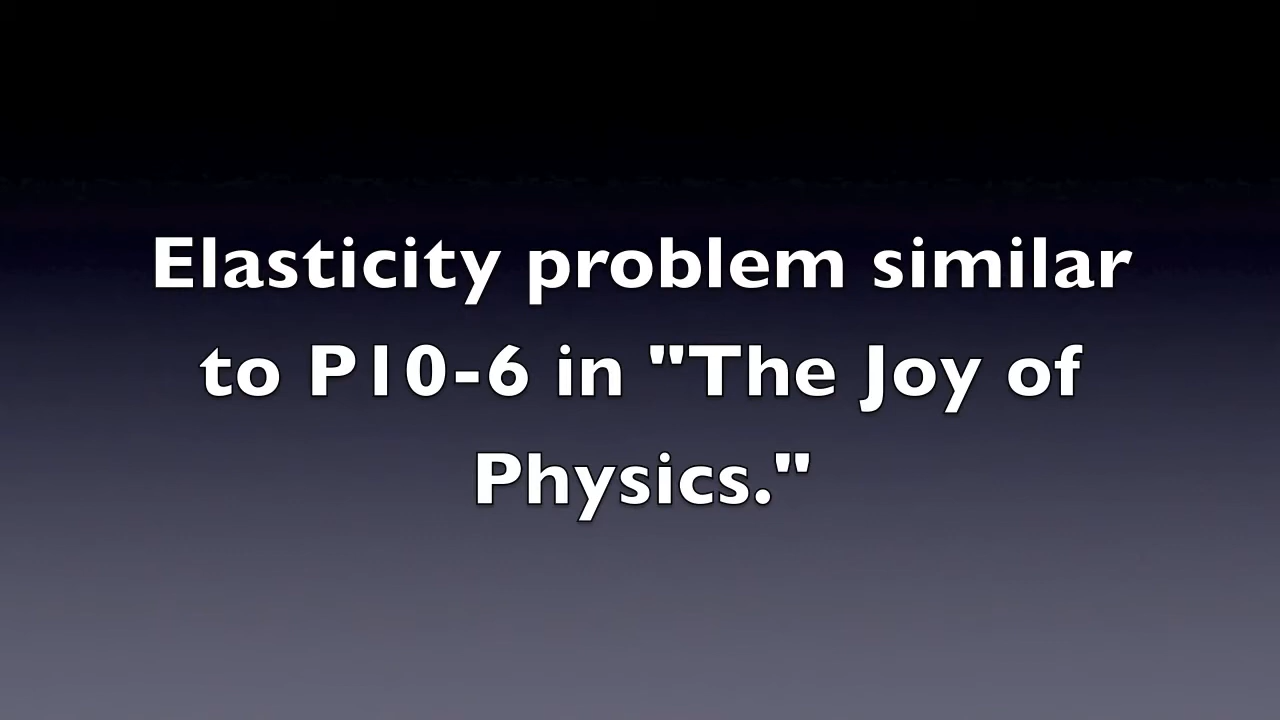 Elasticity problem similar
to P10-6 in "The Joy of
Physics."